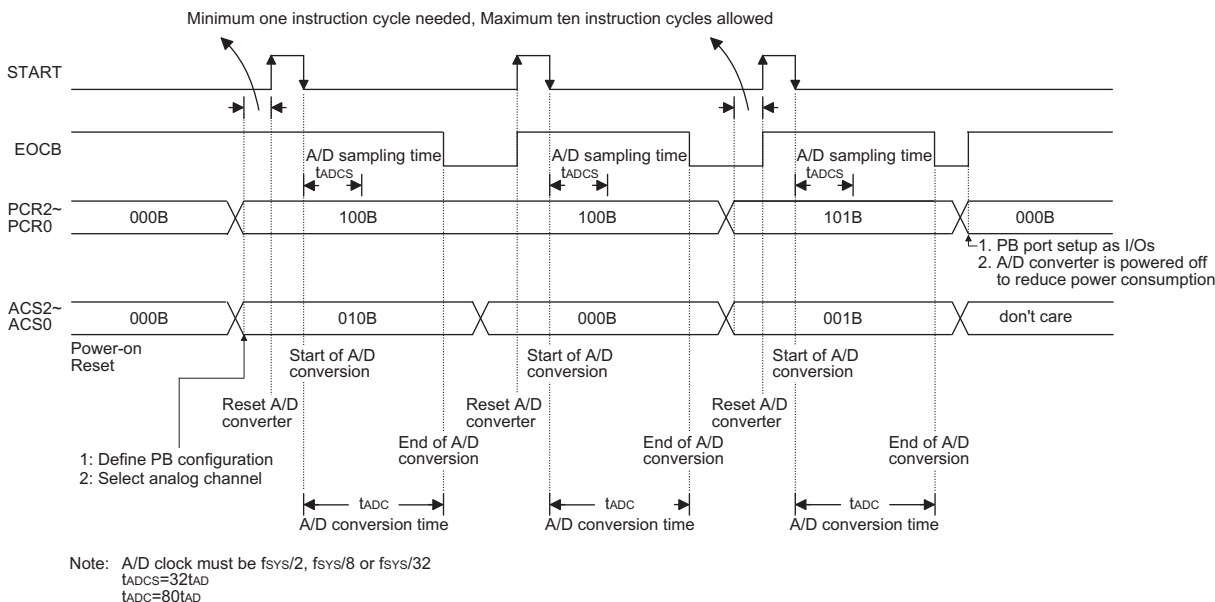 Minimum one instruction cycle needed, Maximum ten instruction cycles allowed
START
EOCB
A/D sampling time
tADCS
A/D sampling time
tADCS
A/D sampling time
tADCS
PCR2~
PCR0
000B
100B
100B
101B
000B
1. PB port setup as I/Os
2. A/D converter is powered off
to reduce power consumption
ACS2~
ACS0
000B
010B
000B
001B
don't care
Power-on
Reset
Start of A/D
conversion
Start of A/D
conversion
Start of A/D
conversion
Reset A/D
converter
Reset A/D
converter
Reset A/D
converter
1: Define PB configuration
2: Select analog channel
End of A/D
conversion
End of A/D
conversion
End of A/D
conversion
tADC
A/D conversion time
tADC
A/D conversion time
tADC
A/D conversion time
Note: A/D clock must be fSYS/2, fSYS/8 or fSYS/32
tADCS=32tAD
tADC=80tAD